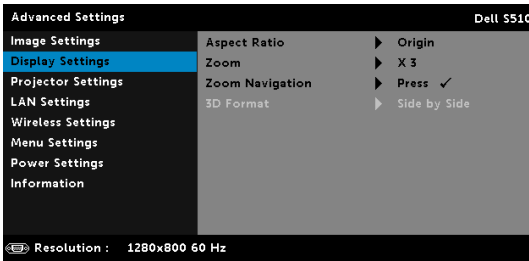 Advanced Settings Dell S510
Image Settings
Display Settings
Projector Settings
LAN Settings
Wireless Settings
Menu Settings
Power Settings
Information
Aspect Ratio Origin
Zoom X 3
Zoom Navigation Press ✓
3D Format Side by Side
Resolution : 1280x800 60 Hz